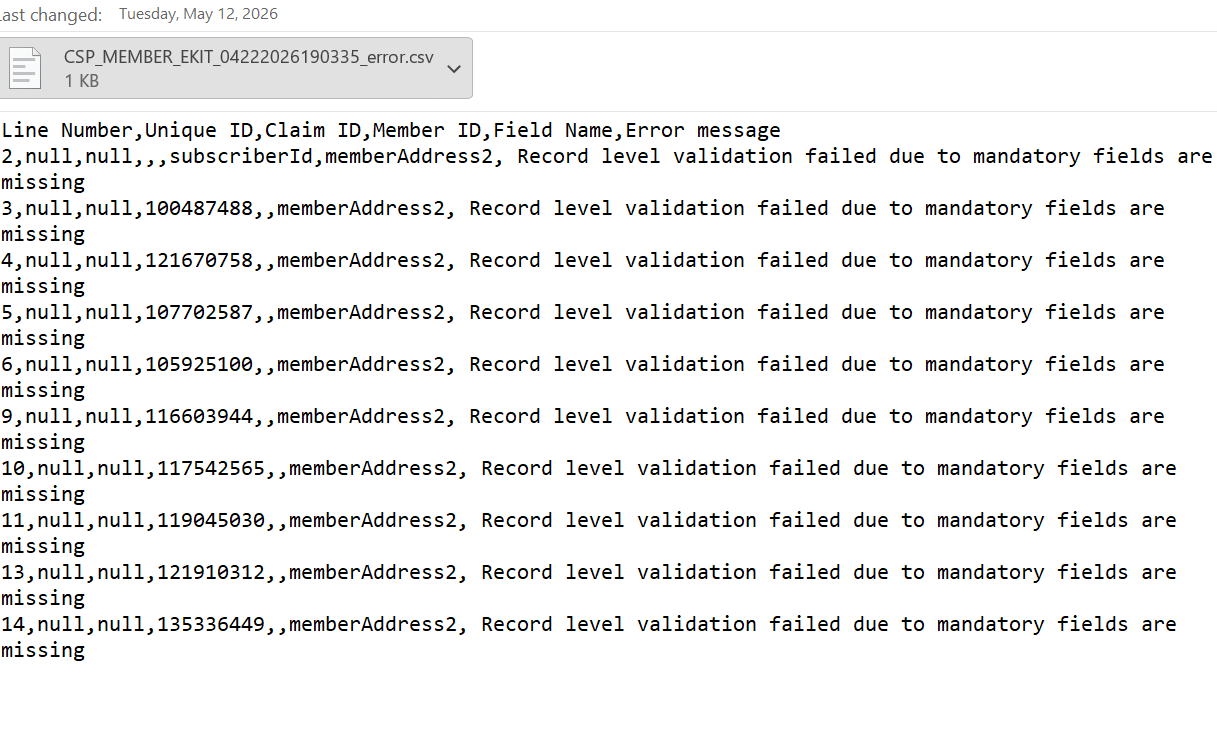 ast changed: Tuesday, May 12, 2026
CSP_MEMBER_EKIT_04222026190335_error.csv
1 KB
Line Number,Unique ID,Claim ID,Member ID,Field Name,Error message
2,null,null,,,subscriberId,memberAddress2, Record level validation failed due to mandatory fields are
missing
3,null,null,100487488,,memberAddress2, Record level validation failed due to mandatory fields are
missing
4,null,null,121670758,,memberAddress2, Record level validation failed due to mandatory fields are
missing
5,null,null,107702587,,memberAddress2, Record level validation failed due to mandatory fields are
missing
6,null,null,105925100,,memberAddress2, Record level validation failed due to mandatory fields are
missing
9,null,null,116603944,,memberAddress2, Record level validation failed due to mandatory fields are
missing
10,null,null,117542565,,memberAddress2, Record level validation failed due to mandatory fields are
missing
11,null,null,119045030,,memberAddress2, Record level validation failed due to mandatory fields are
missing
13,null,null,121910312,,memberAddress2, Record level validation failed due to mandatory fields are
missing
14,null,null,135336449,,memberAddress2, Record level validation failed due to mandatory fields are
missing